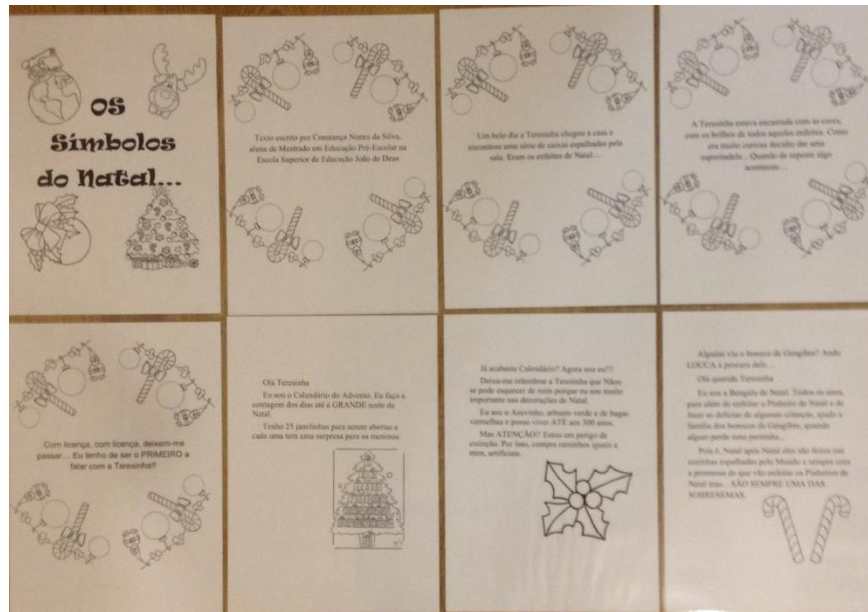 OS
Símbolos
do Natal...
Texto escrito por Constança Nunes da Silva,
aluna de Mestrado em Educação Pré-Escolar na
Escola Superior de Educação João de Deus
Um belo dia a Teresinha chegou a casa e
encontrou uma série de caixas espalhadas pela
sala. Eram os enfeites de Natal...
A Teresinha estava encantada com as cores,
com os brilhos de todos aqueles enfeites. Como
era muito curiosa decidiu dar uma
espreitadela... Quando de repente algo
aconteceu...
Com licença, com licença, deixem-me
passar... Eu tenho de ser o PRIMEIRO a
falar com a Teresinha!!
Olá Teresinha
Eu sou o Calendário do Advento. Eu faço a
contagem dos dias até à GRANDE noite de
Natal.
Tenho 25 janelinhas para serem abertas e
cada uma tem uma surpresa para os meninos.
Já acabaste Calendário? Agora sou eu!!!
Deixa-me relembrar a Teresinha que Não
se pode esquecer de mim porque eu sou muito
importante nas decorações de Natal.
Eu sou o Azevinho, arbusto verde e de bagas
vermelhas e posso viver ATÉ aos 300 anos.
Mas ATENÇÃO!! Estou em perigo de
extinção. Por isso, compra raminhos iguais a
mim, artificiais.
Alguém viu o boneco de Gengibre? Ando
LOUCA à procura dele...
Olá querida Teresinha
Eu sou a Bengala de Natal. Todos os anos,
para além de enfeitar o Pinheiro de Natal e de
fazer as delícias de algumas crianças, ajudo a
família dos bonecos de Gengibre, quando
algum perde uma perninha...
Pois é, Natal após Natal eles são feitos nas
cozinhas espalhadas pelo Mundo e sempre com
a promessa de que vão enfeitar os Pinheiros de
Natal mas... SÃO SEMPRE UMA DAS
SOBRESEMAS.